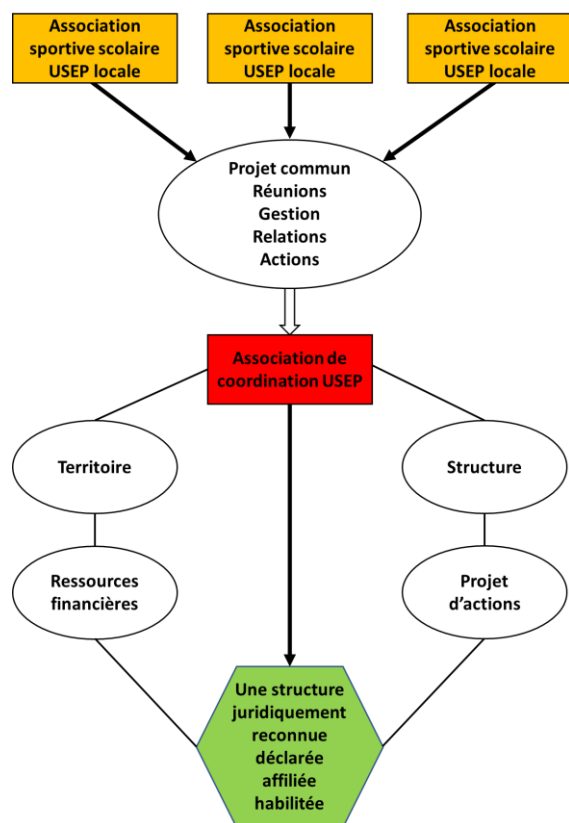 Association
sportive scolaire
USEP locale
Association
sportive scolaire
USEP locale
Association
sportive scolaire
USEP locale
Projet commun
Réunions
Gestion
Relations
Actions
Association de
coordination USEP
Territoire
Structure
Ressources
financières
Projet
d'actions
Une structure
juridiquement
reconnue
déclarée
affiliée
habilitée